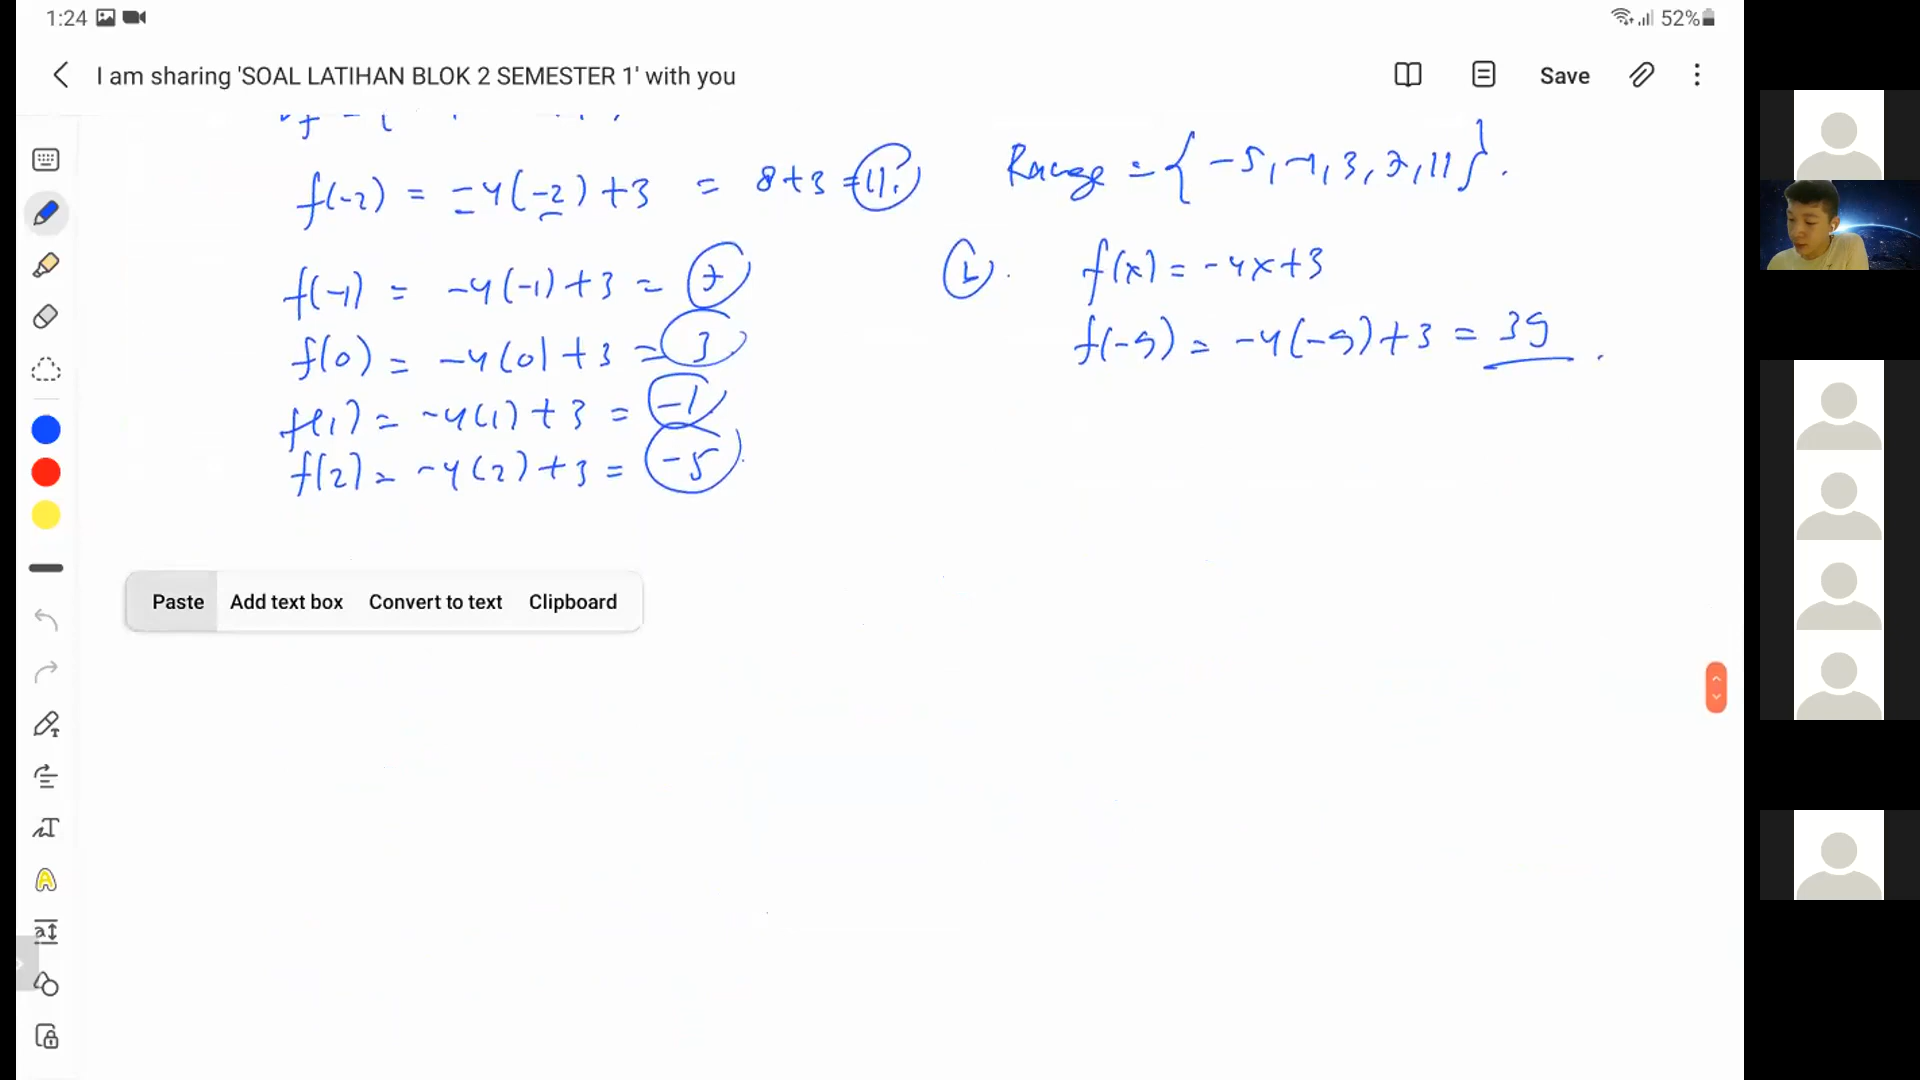 1:24
52%
I am sharing 'SOAL LATIHAN BLOK 2 SEMESTER 1' with you
Save
f(-2) = -4(-2)+3 = 8+3 = 11.
Range = {-5, -1, 3, 7, 11}.
f(-1) = -4(-1)+3 = 7
f(0) = -4(0)+3 = 3
f(1) = -4(1)+3 = -1
f(2) = -4(2)+3 = -5.
b. f(x) = -4x+3
f(-9) = -4(-9)+3 = 39.
Paste Add text box Convert to text Clipboard